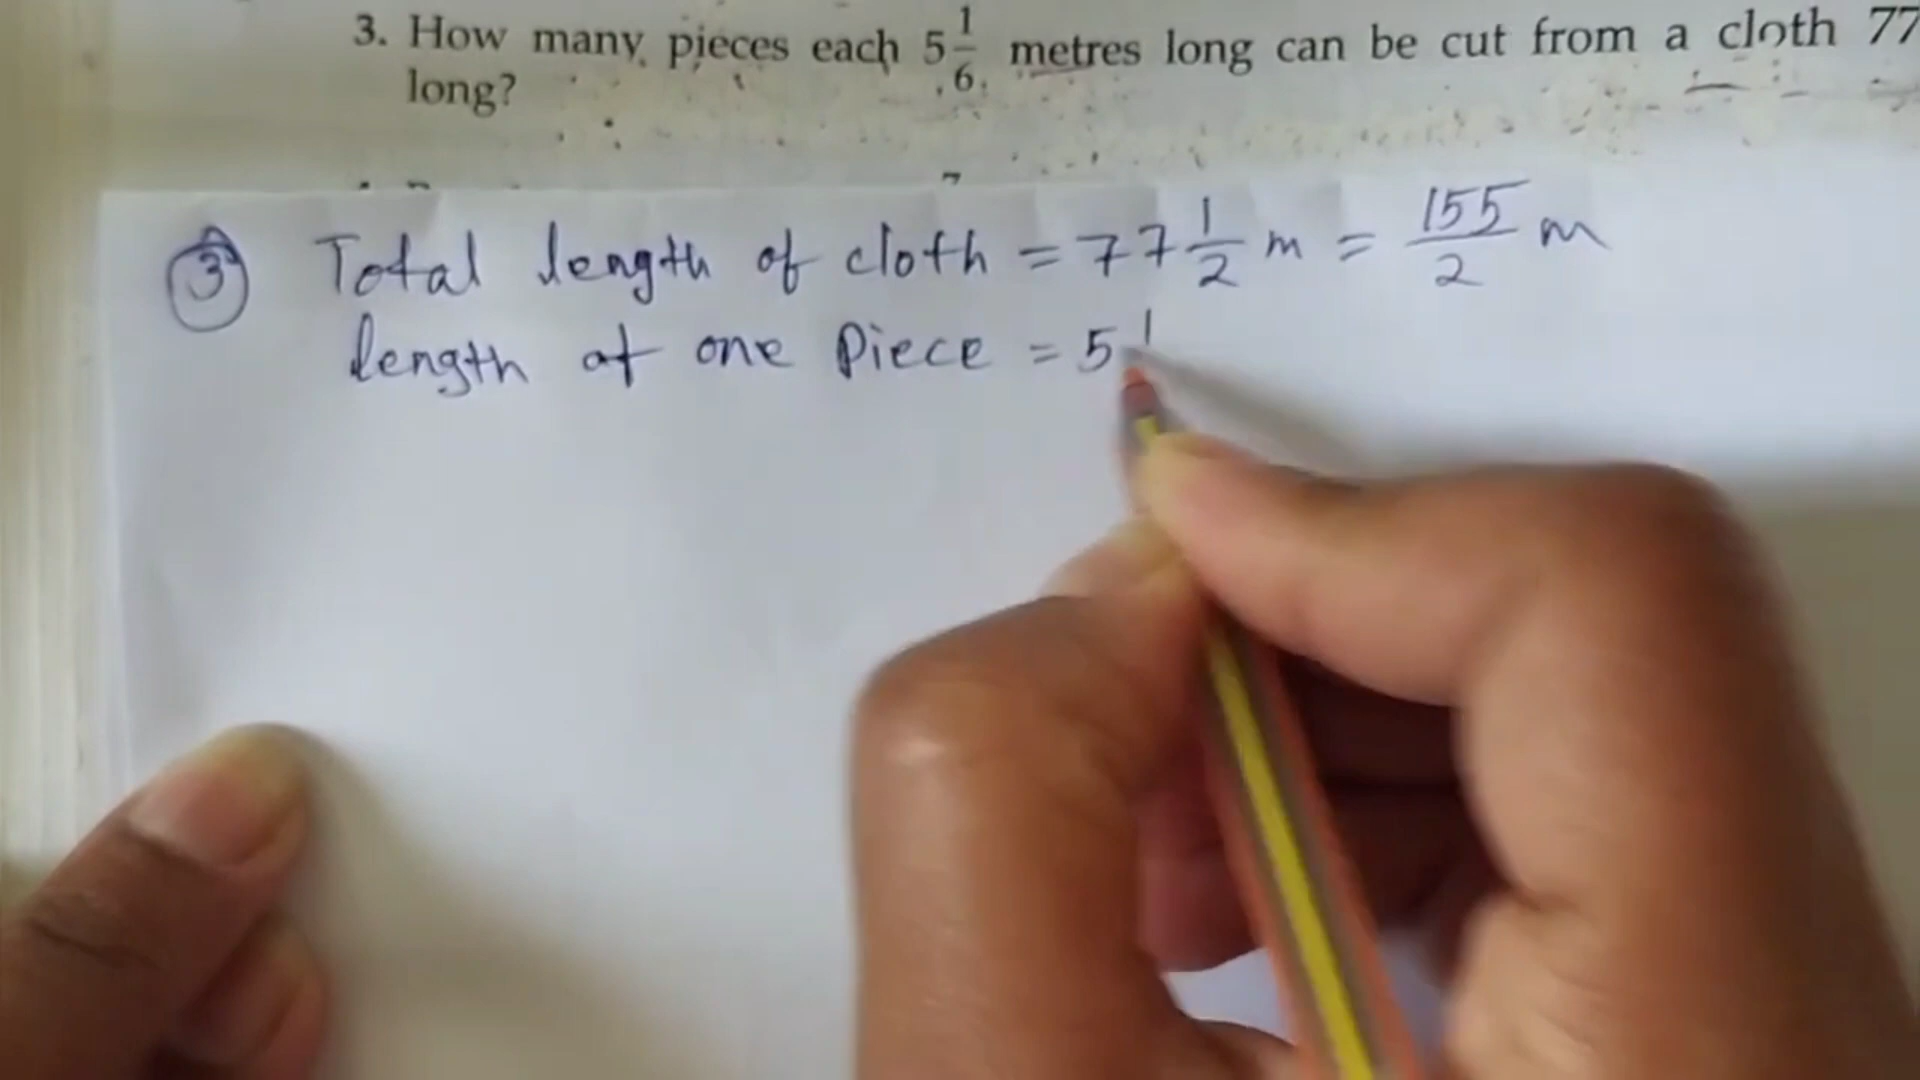 3. How many pieces each 5 1/6 metres long can be cut from a cloth 77
long?
3 Total length of cloth = 77 1/2 m = 155/2 m
length of one Piece = 5 1